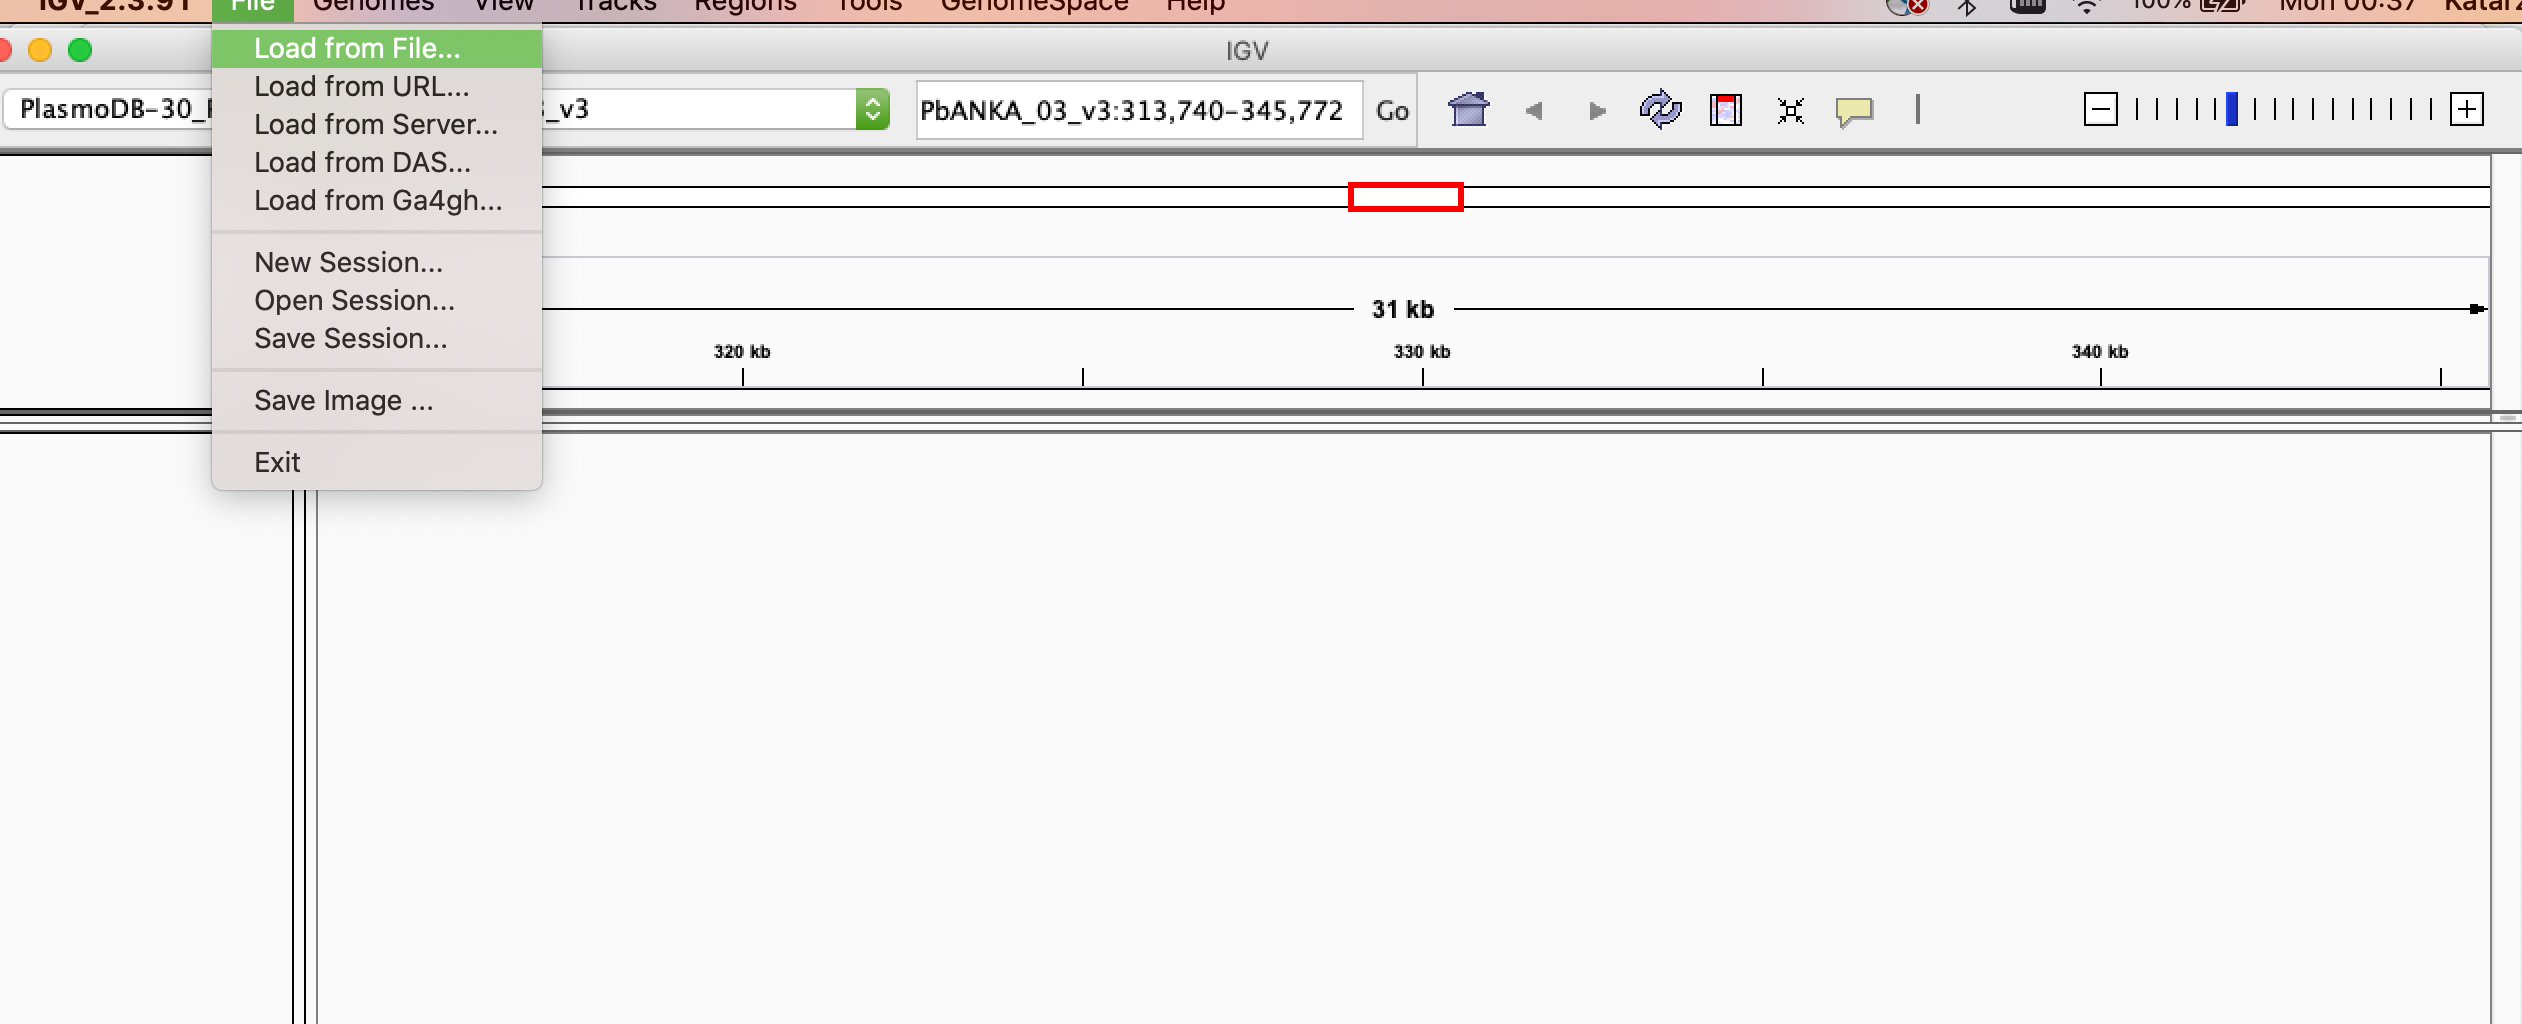 IGV_2.3.91 File Genomes View Tracks Regions Tools GenomeSpace Help 100% Mon 00:37
IGV
PlasmoDB-30_ _v3 PbANKA_03_v3:313,740-345,772 Go
Load from File...
Load from URL...
Load from Server...
Load from DAS...
Load from Ga4gh...
New Session...
Open Session...
Save Session...
Save Image ...
Exit
31 kb
320 kb 330 kb 340 kb